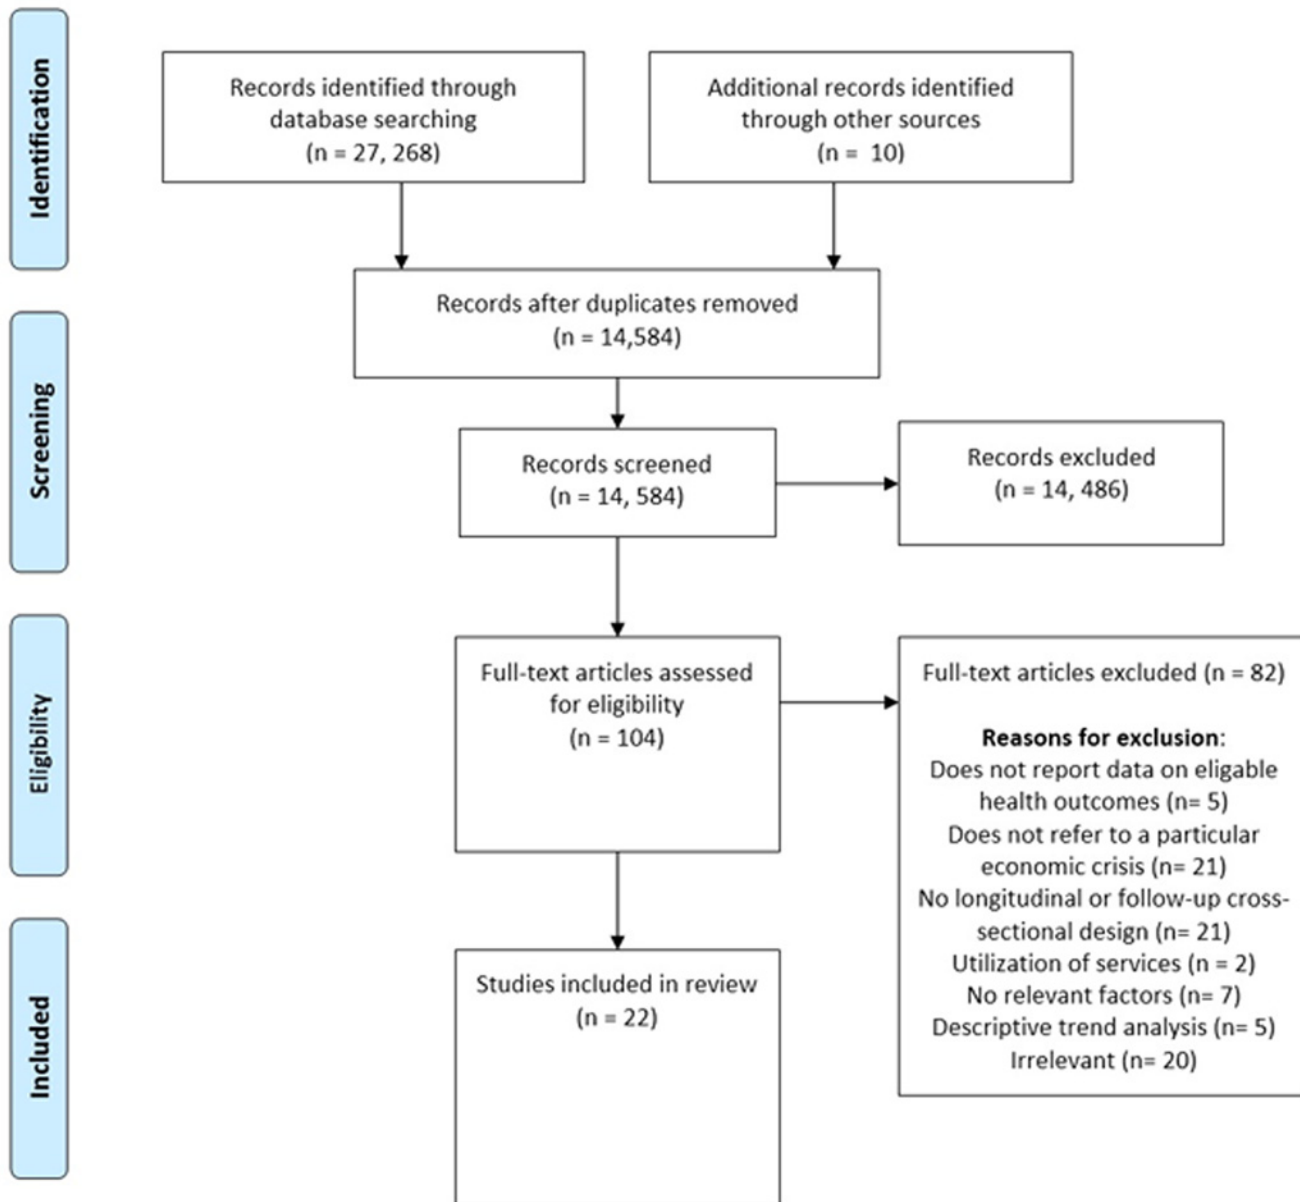 Identification
Records identified through
database searching
(n = 27, 268)
Additional records identified
through other sources
(n =  10)
Records after duplicates removed
(n = 14,584)
Screening
Records screened
(n = 14, 584)
Records excluded
(n = 14, 486)
Eligibility
Full-text articles assessed
for eligibility
(n = 104)
Full-text articles excluded (n = 82)
Reasons for exclusion:
Does not report data on eligable
health outcomes (n= 5)
Does not refer to a particular
economic crisis (n= 21)
No longitudinal or follow-up cross-
sectional design (n= 21)
Utilization of services (n = 2)
No relevant factors (n= 7)
Descriptive trend analysis (n= 5)
Irrelevant (n= 20)
Included
Studies included in review
(n = 22)